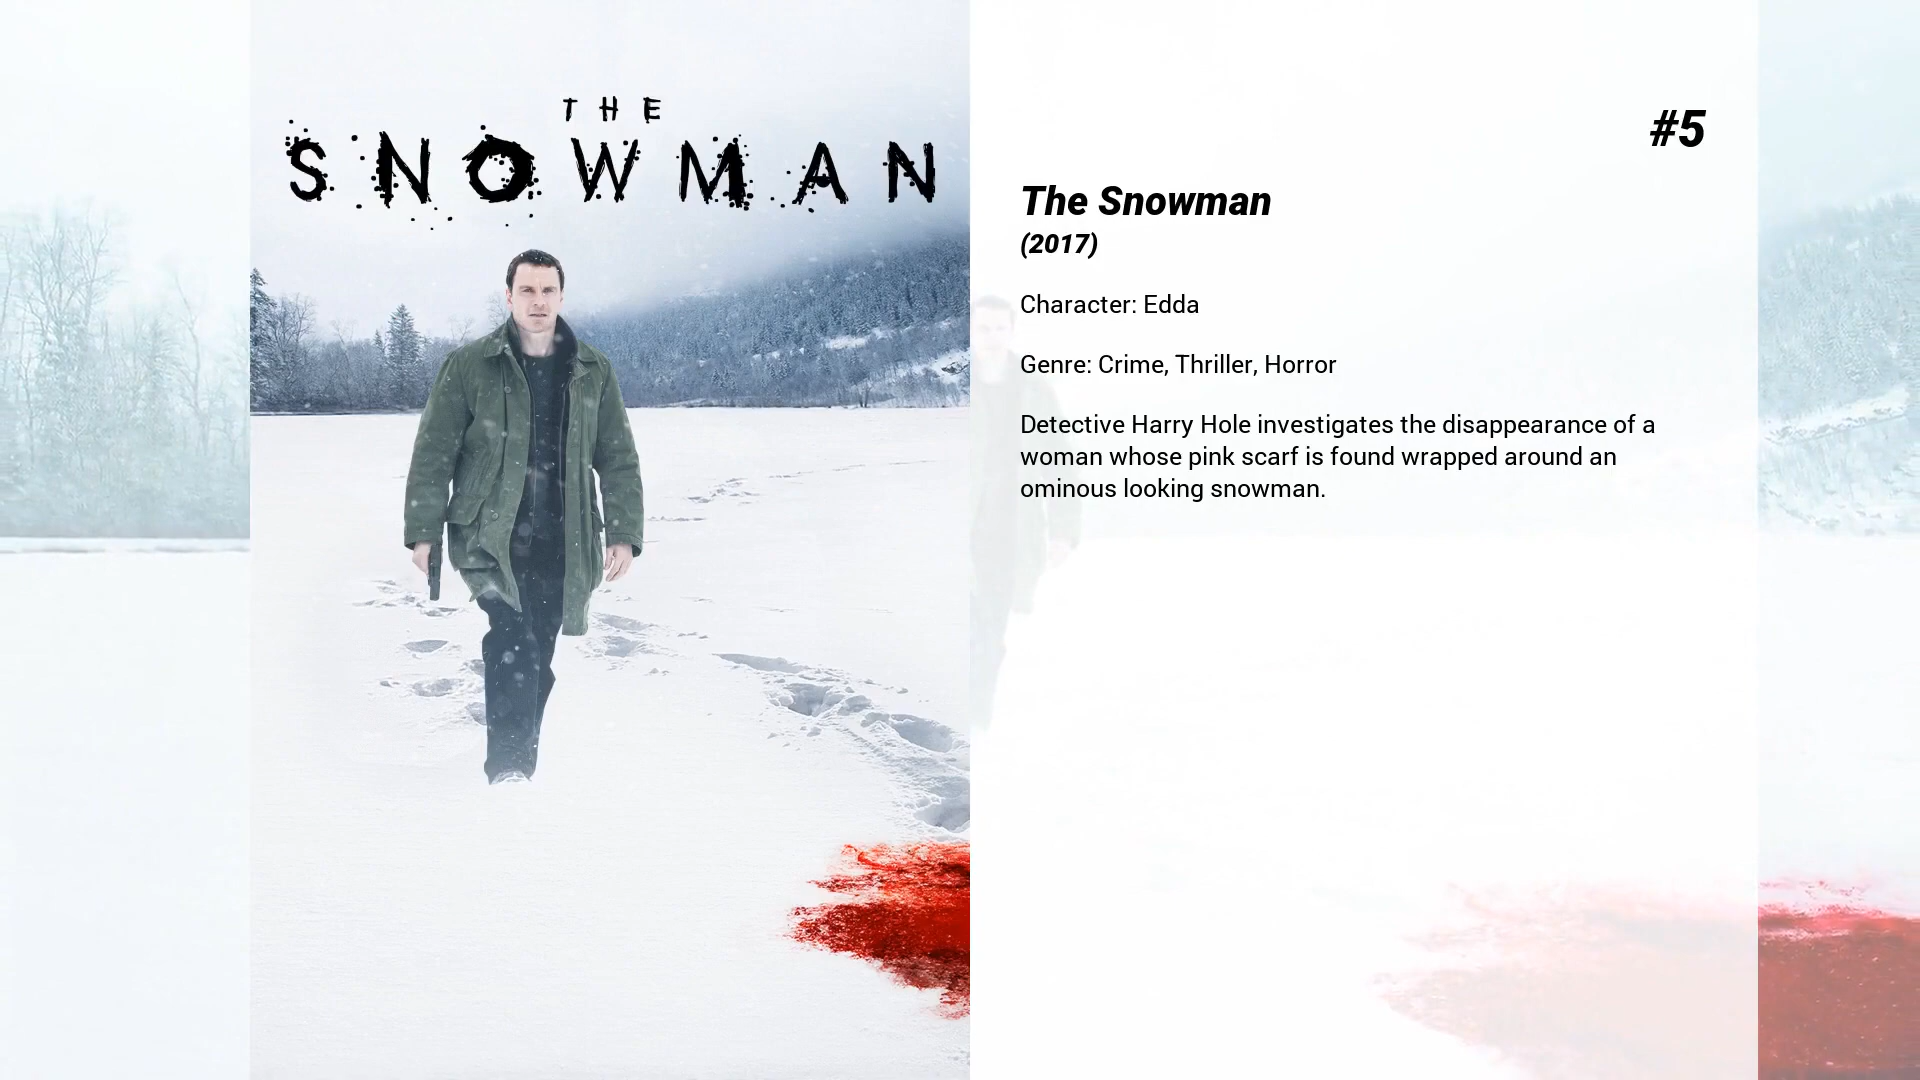 THE
SNOWMAN
#5
The Snowman
(2017)
Character: Edda
Genre: Crime, Thriller, Horror
Detective Harry Hole investigates the disappearance of a
woman whose pink scarf is found wrapped around an
ominous looking snowman.